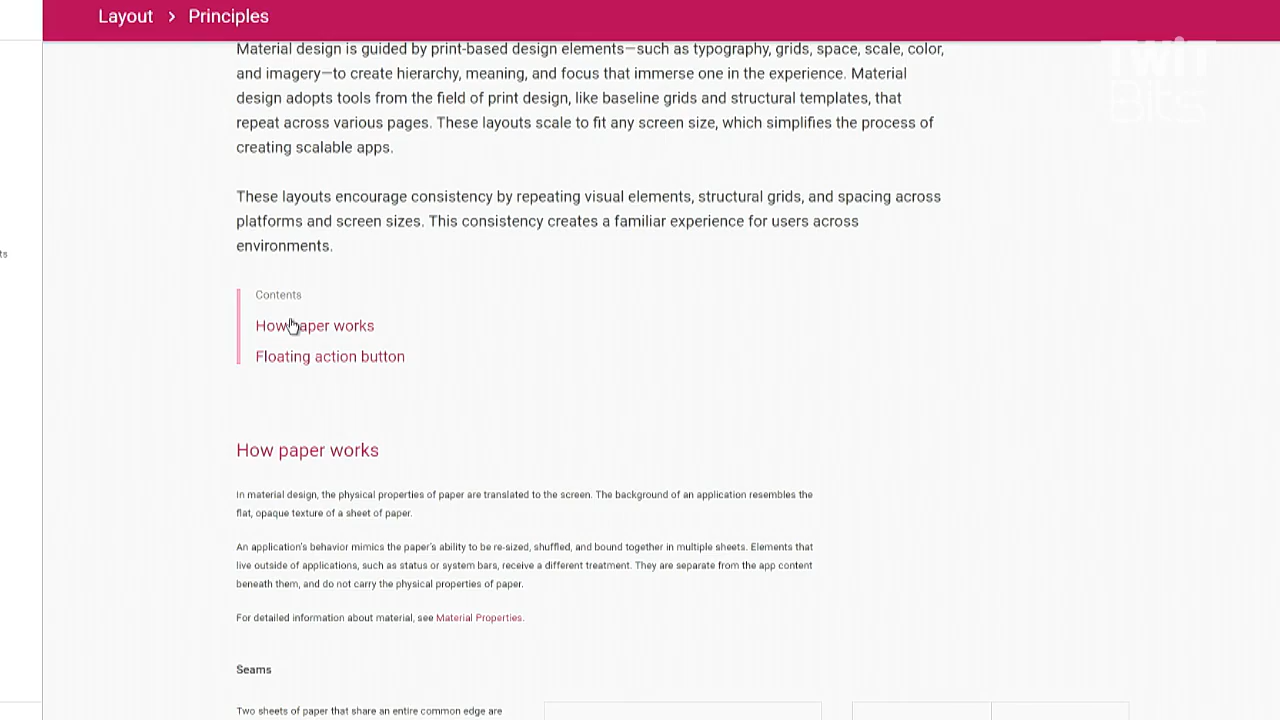 Layout > Principles
TWiT
Bits
Material design is guided by print-based design elements—such as typography, grids, space, scale, color,
and imagery—to create hierarchy, meaning, and focus that immerse one in the experience. Material
design adopts tools from the field of print design, like baseline grids and structural templates, that
repeat across various pages. These layouts scale to fit any screen size, which simplifies the process of
creating scalable apps.
These layouts encourage consistency by repeating visual elements, structural grids, and spacing across
platforms and screen sizes. This consistency creates a familiar experience for users across
environments.
ts
Contents
How paper works
Floating action button
How paper works
In material design, the physical properties of paper are translated to the screen. The background of an application resembles the
flat, opaque texture of a sheet of paper.
An application's behavior mimics the paper's ability to be re-sized, shuffled, and bound together in multiple sheets. Elements that
live outside of applications, such as status or system bars, receive a different treatment. They are separate from the app content
beneath them, and do not carry the physical properties of paper.
For detailed information about material, see Material Properties.
Seams
Two sheets of paper that share an entire common edge are